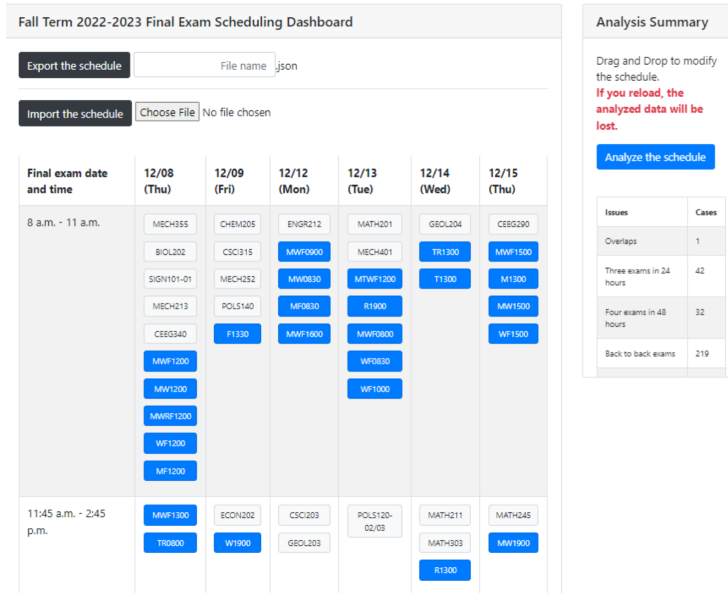 Fall Term 2022-2023 Final Exam Scheduling Dashboard
Export the schedule File name .json
Import the schedule Choose File No file chosen
Final exam date and time 12/08 (Thu) 12/09 (Fri) 12/12 (Mon) 12/13 (Tue) 12/14 (Wed) 12/15 (Thu)
8 a.m. - 11 a.m. MECH355 CHEM205 ENGR212 MATH201 GEOL204 CEEG290
BIOL202 CSCI315 MWF0900 MECH401 TR1300 MWF1500
SIGN101-01 MECH252 MW0830 MTWF1200 T1300 M1300
MECH213 POLS140 MF0830 R1900 MW1500
CEEG340 F1330 MWF1600 MWF0800 WF1500
MWF1200 WF0830
MW1200 WF1000
MWRF1200
WF1200
MF1200
11:45 a.m. - 2:45 p.m. MWF1300 ECON202 CSCI203 POLS120-02/03 MATH211 MATH245
TR0800 W1900 GEOL203 MATH303 MW1900
R1300
Analysis Summary
Drag and Drop to modify
the schedule.
If you reload, the
analyzed data will be
lost.
Analyze the schedule
Issues Cases
Overlaps 1
Three exams in 24 hours 42
Four exams in 48 hours 32
Back to back exams 219